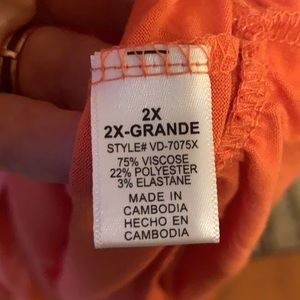 2X
2X-GRANDE
STYLE# VD-7075X
75% VISCOSE
22% POLYESTER
3% ELASTANE
MADE IN
CAMBODIA
HECHO EN
CAMBODIA